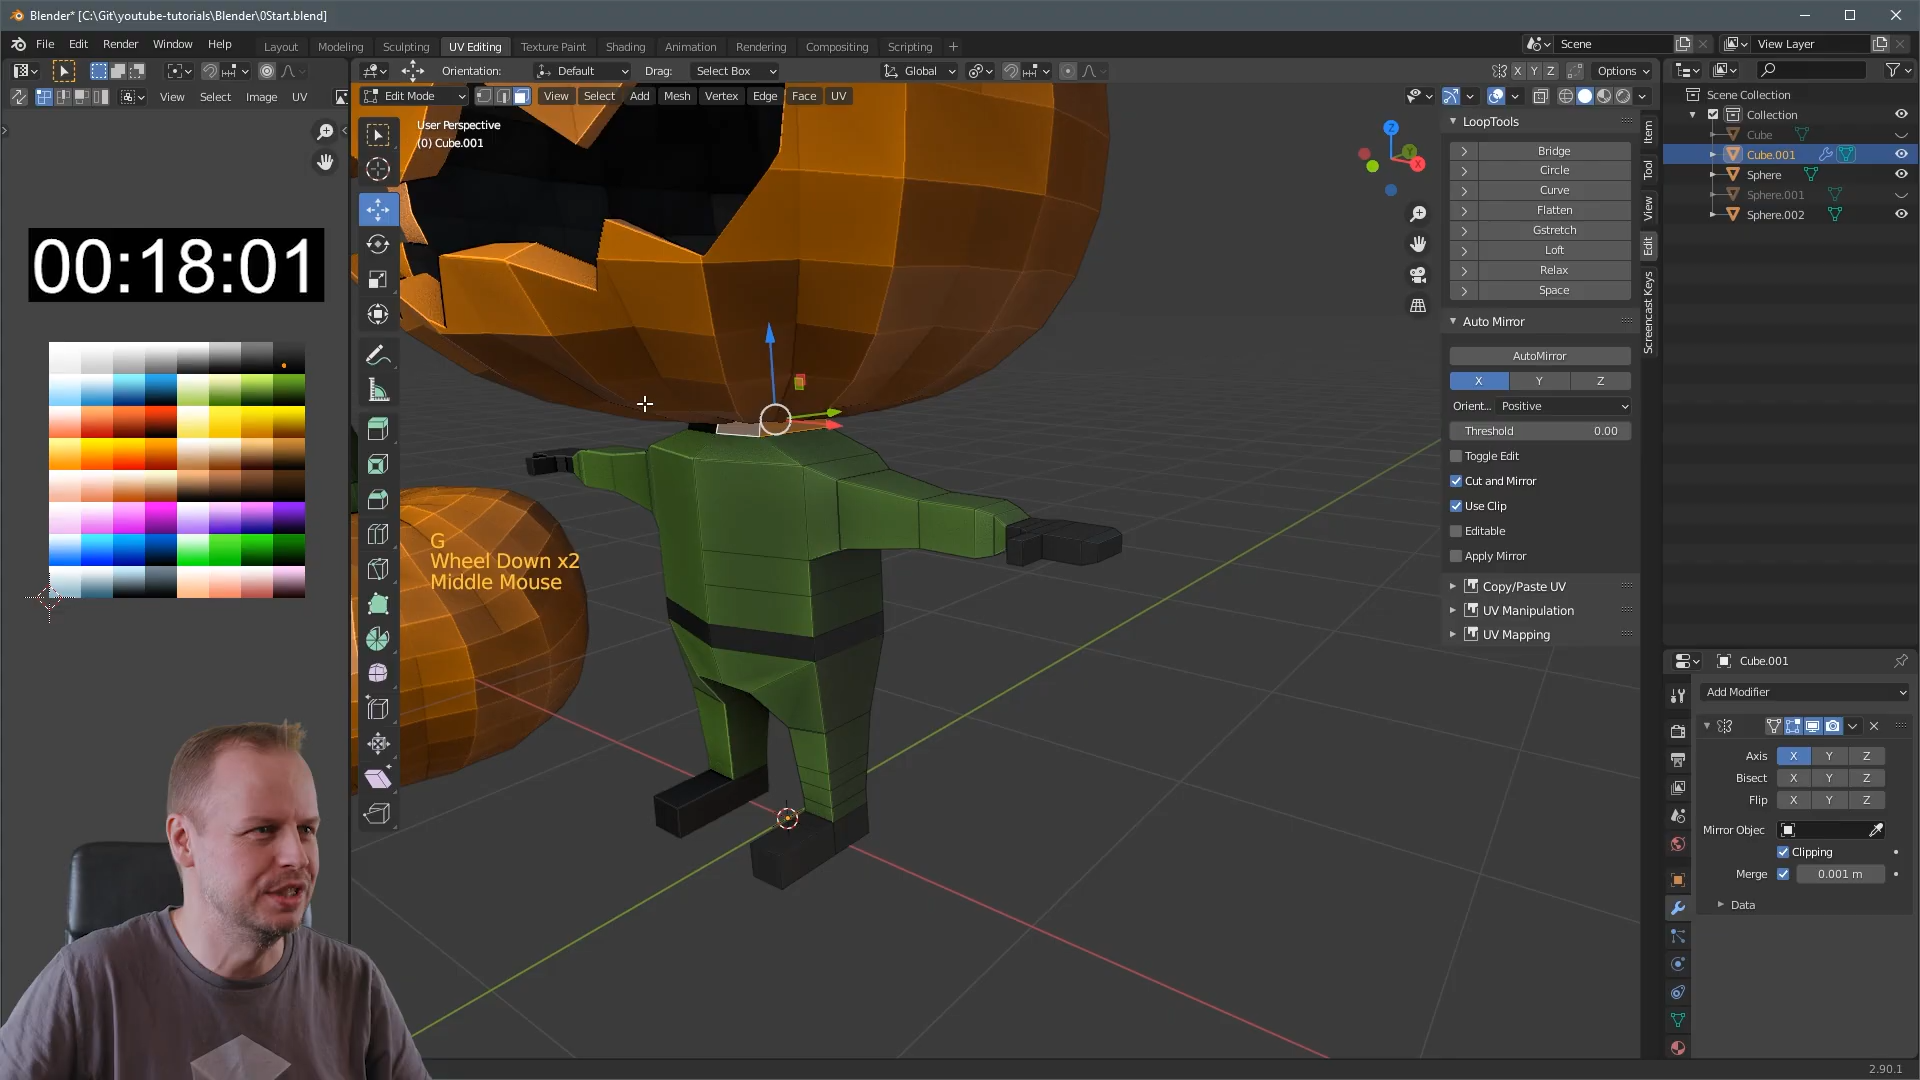 Blender* [C:\Git\youtube-tutorials\Blender\0Start.blend]
File Edit Render Window Help Layout Modeling Sculpting UV Editing Texture Paint Shading Animation Rendering Compositing Scripting + Scene View Layer
Orientation: Default Drag: Select Box Global X Y Z Options
View Select Image UV Edit Mode View Select Add Mesh Vertex Edge Face UV
User Perspective
(0) Cube.001
00:18:01
G
Wheel Down x2
Middle Mouse
Z
Y
X
LoopTools
Bridge
Circle
Curve
Flatten
Gstretch
Loft
Relax
Space
Auto Mirror
AutoMirror
X Y Z
Orient... Positive
Threshold 0.00
Toggle Edit
Cut and Mirror
Use Clip
Editable
Apply Mirror
Copy/Paste UV
UV Manipulation
UV Mapping
Item
Tool
View
Edit
Screencast Keys
Scene Collection
Collection
Cube
Cube.001
Sphere
Sphere.001
Sphere.002
Cube.001
Add Modifier
Axis X Y Z
Bisect X Y Z
Flip X Y Z
Mirror Objec
Clipping
Merge 0.001 m
Data
2.90.1